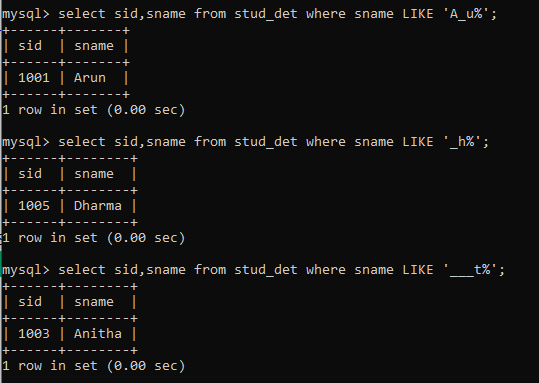 mysql> select sid,sname from stud_det where sname LIKE 'A_u%';
+------+-------+
| sid  | sname |
+------+-------+
| 1001 | Arun  |
+------+-------+
1 row in set (0.00 sec)

mysql> select sid,sname from stud_det where sname LIKE '_h%';
+------+--------+
| sid  | sname  |
+------+--------+
| 1005 | Dharma |
+------+--------+
1 row in set (0.00 sec)

mysql> select sid,sname from stud_det where sname LIKE '___t%';
+------+--------+
| sid  | sname  |
+------+--------+
| 1003 | Anitha |
+------+--------+
1 row in set (0.00 sec)